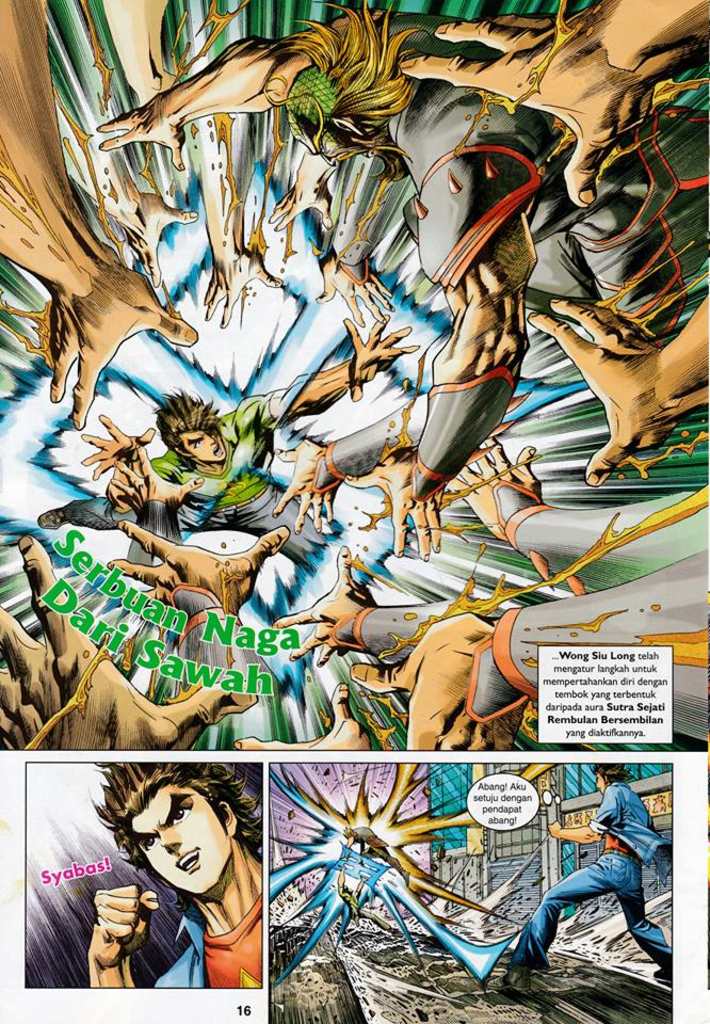 Serbuan Naga
Dari Sawah
...Wong Siu Long telah
mengatur langkah untuk
mempertahankan diri dengan
tembok yang terbentuk
daripada aura Sutra Sejati
Rembulan Bersembilan
yang diaktifkannya.
Syabas!
Abang! Aku
setuju dengan
pendapat
abang!
16